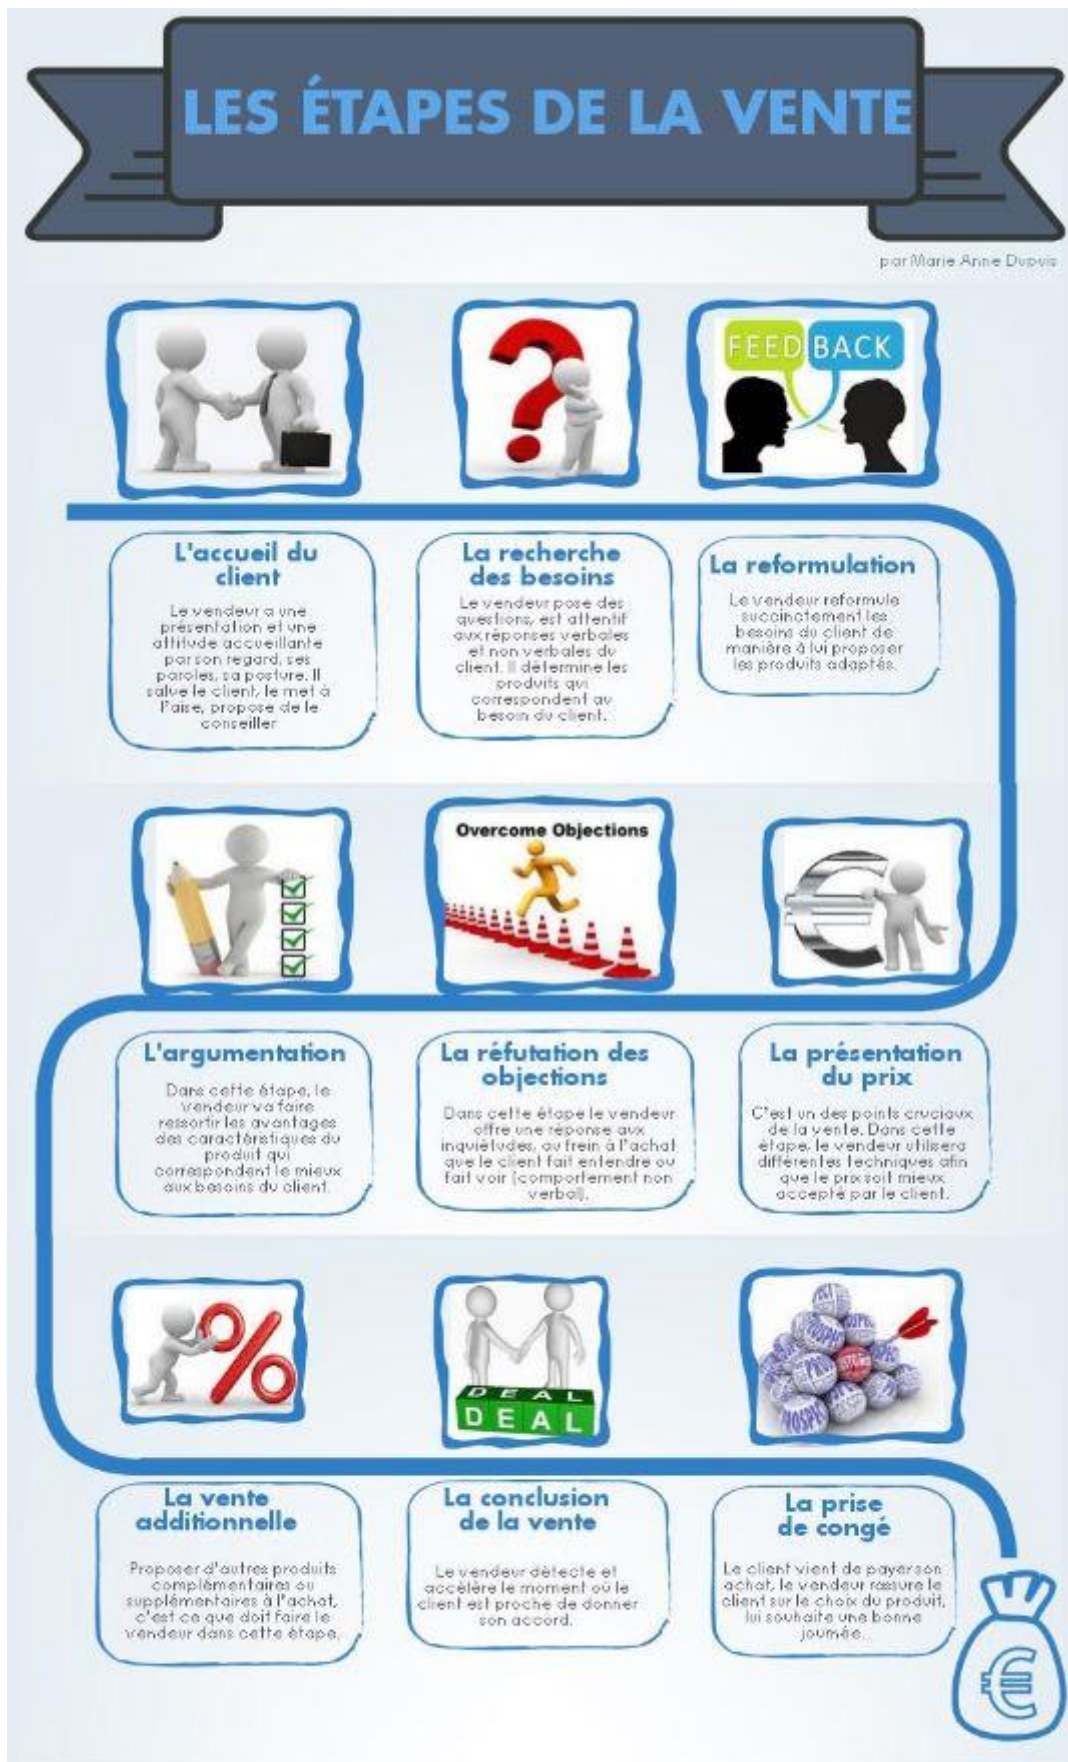 LES ÉTAPES DE LA VENTE
par Marie Anne Dupuis
FEED BACK
L'accueil du
client
Le vendeur a une
présentation et une
attitude accueillante
par son regard, ses
paroles, sa posture. Il
salue le client, le met à
l'aise, propose de le
conseiller
La recherche
des besoins
Le vendeur pose des
questions, est attentif
aux réponses verbales
et non verbales du
client. Il détermine les
produits qui
correspondent au
besoin du client.
La reformulation
Le vendeur reformule
succinctement les
besoins du client de
manière à lui proposer
les produits adaptés.
Overcome Objections
L'argumentation
Dans cette étape, le
vendeur va faire
ressortir les avantages
des caractéristiques du
produit qui
correspondent le mieux
aux besoins du client.
La réfutation des
objections
Dans cette étape le vendeur
offre une réponse aux
inquiétudes, au frein à l'achat
que le client fait entendre ou
fait voir (comportement non
verbal).
La présentation
du prix
C'est un des points cruciaux
de la vente. Dans cette
étape, le vendeur utilisera
différentes techniques afin
que le prix soit mieux
accepté par le client.
%
DEAL
DEAL
La vente
additionnelle
Proposer d'autres produits
complémentaires ou
supplémentaires à l'achat,
c'est ce que doit faire le
vendeur dans cette étape.
La conclusion
de la vente
Le vendeur détecte et
accélère le moment où le
client est proche de donner
son accord.
La prise
de congé
Le client vient de payer son
achat, le vendeur rassure le
client sur le choix du produit,
lui souhaite une bonne
journée...
€